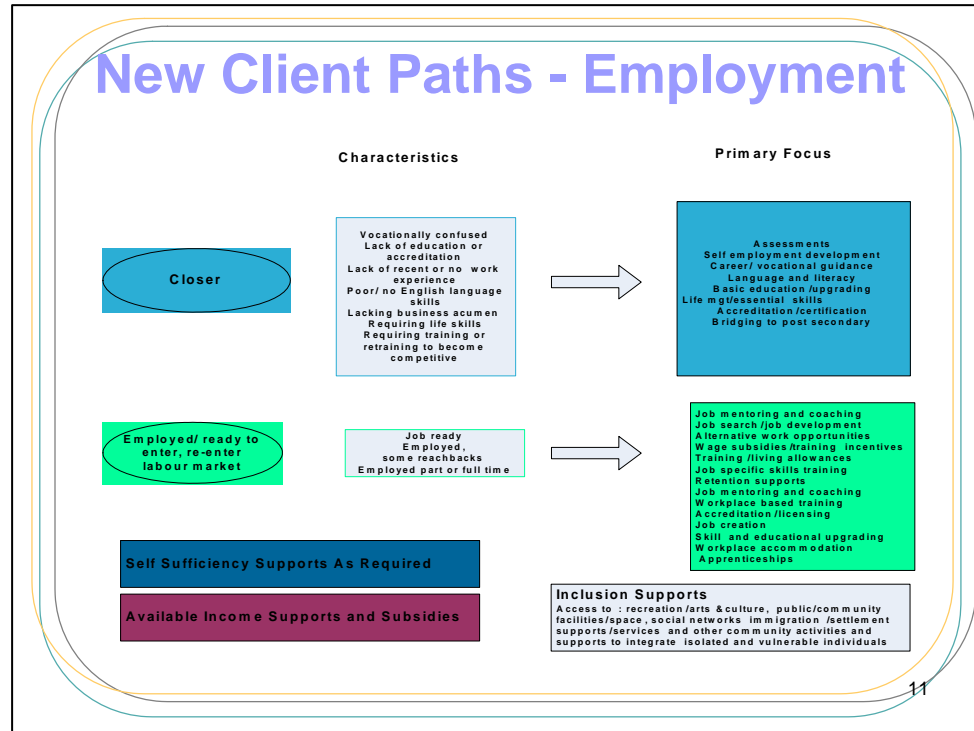 New Client Paths - Employment
Characteristics
Primary Focus
Closer
Vocationally confused
Lack of education or
accreditation
Lack of recent or no work
experience
Poor/ no English language
skills
Lacking business acumen
Requiring life skills
Requiring training or
retraining to become
competitive
Assessments
Self employment development
Career/ vocational guidance
Language and literacy
Basic education /upgrading
Life mgt/essential skills
Accreditation /certification
Bridging to post secondary
Employed/ ready to
enter, re-enter
labour market
Job ready
Employed,
some reachbacks
Employed part or full time
Job mentoring and coaching
Job search /job development
Alternative work opportunities
Wage subsidies/training incentives
Training /living allowances
Job specific skills training
Retention supports
Job mentoring and coaching
Workplace based training
Accreditation /licensing
Job creation
Skill and educational upgrading
Workplace accommodation
Apprenticeships
Self Sufficiency Supports As Required
Available Income Supports and Subsidies
Inclusion Supports
Access to : recreation /arts &culture, public/community
facilities/space , social networks immigration /settlement
supports /services and other community activities and
supports to integrate isolated and vulnerable individuals
11